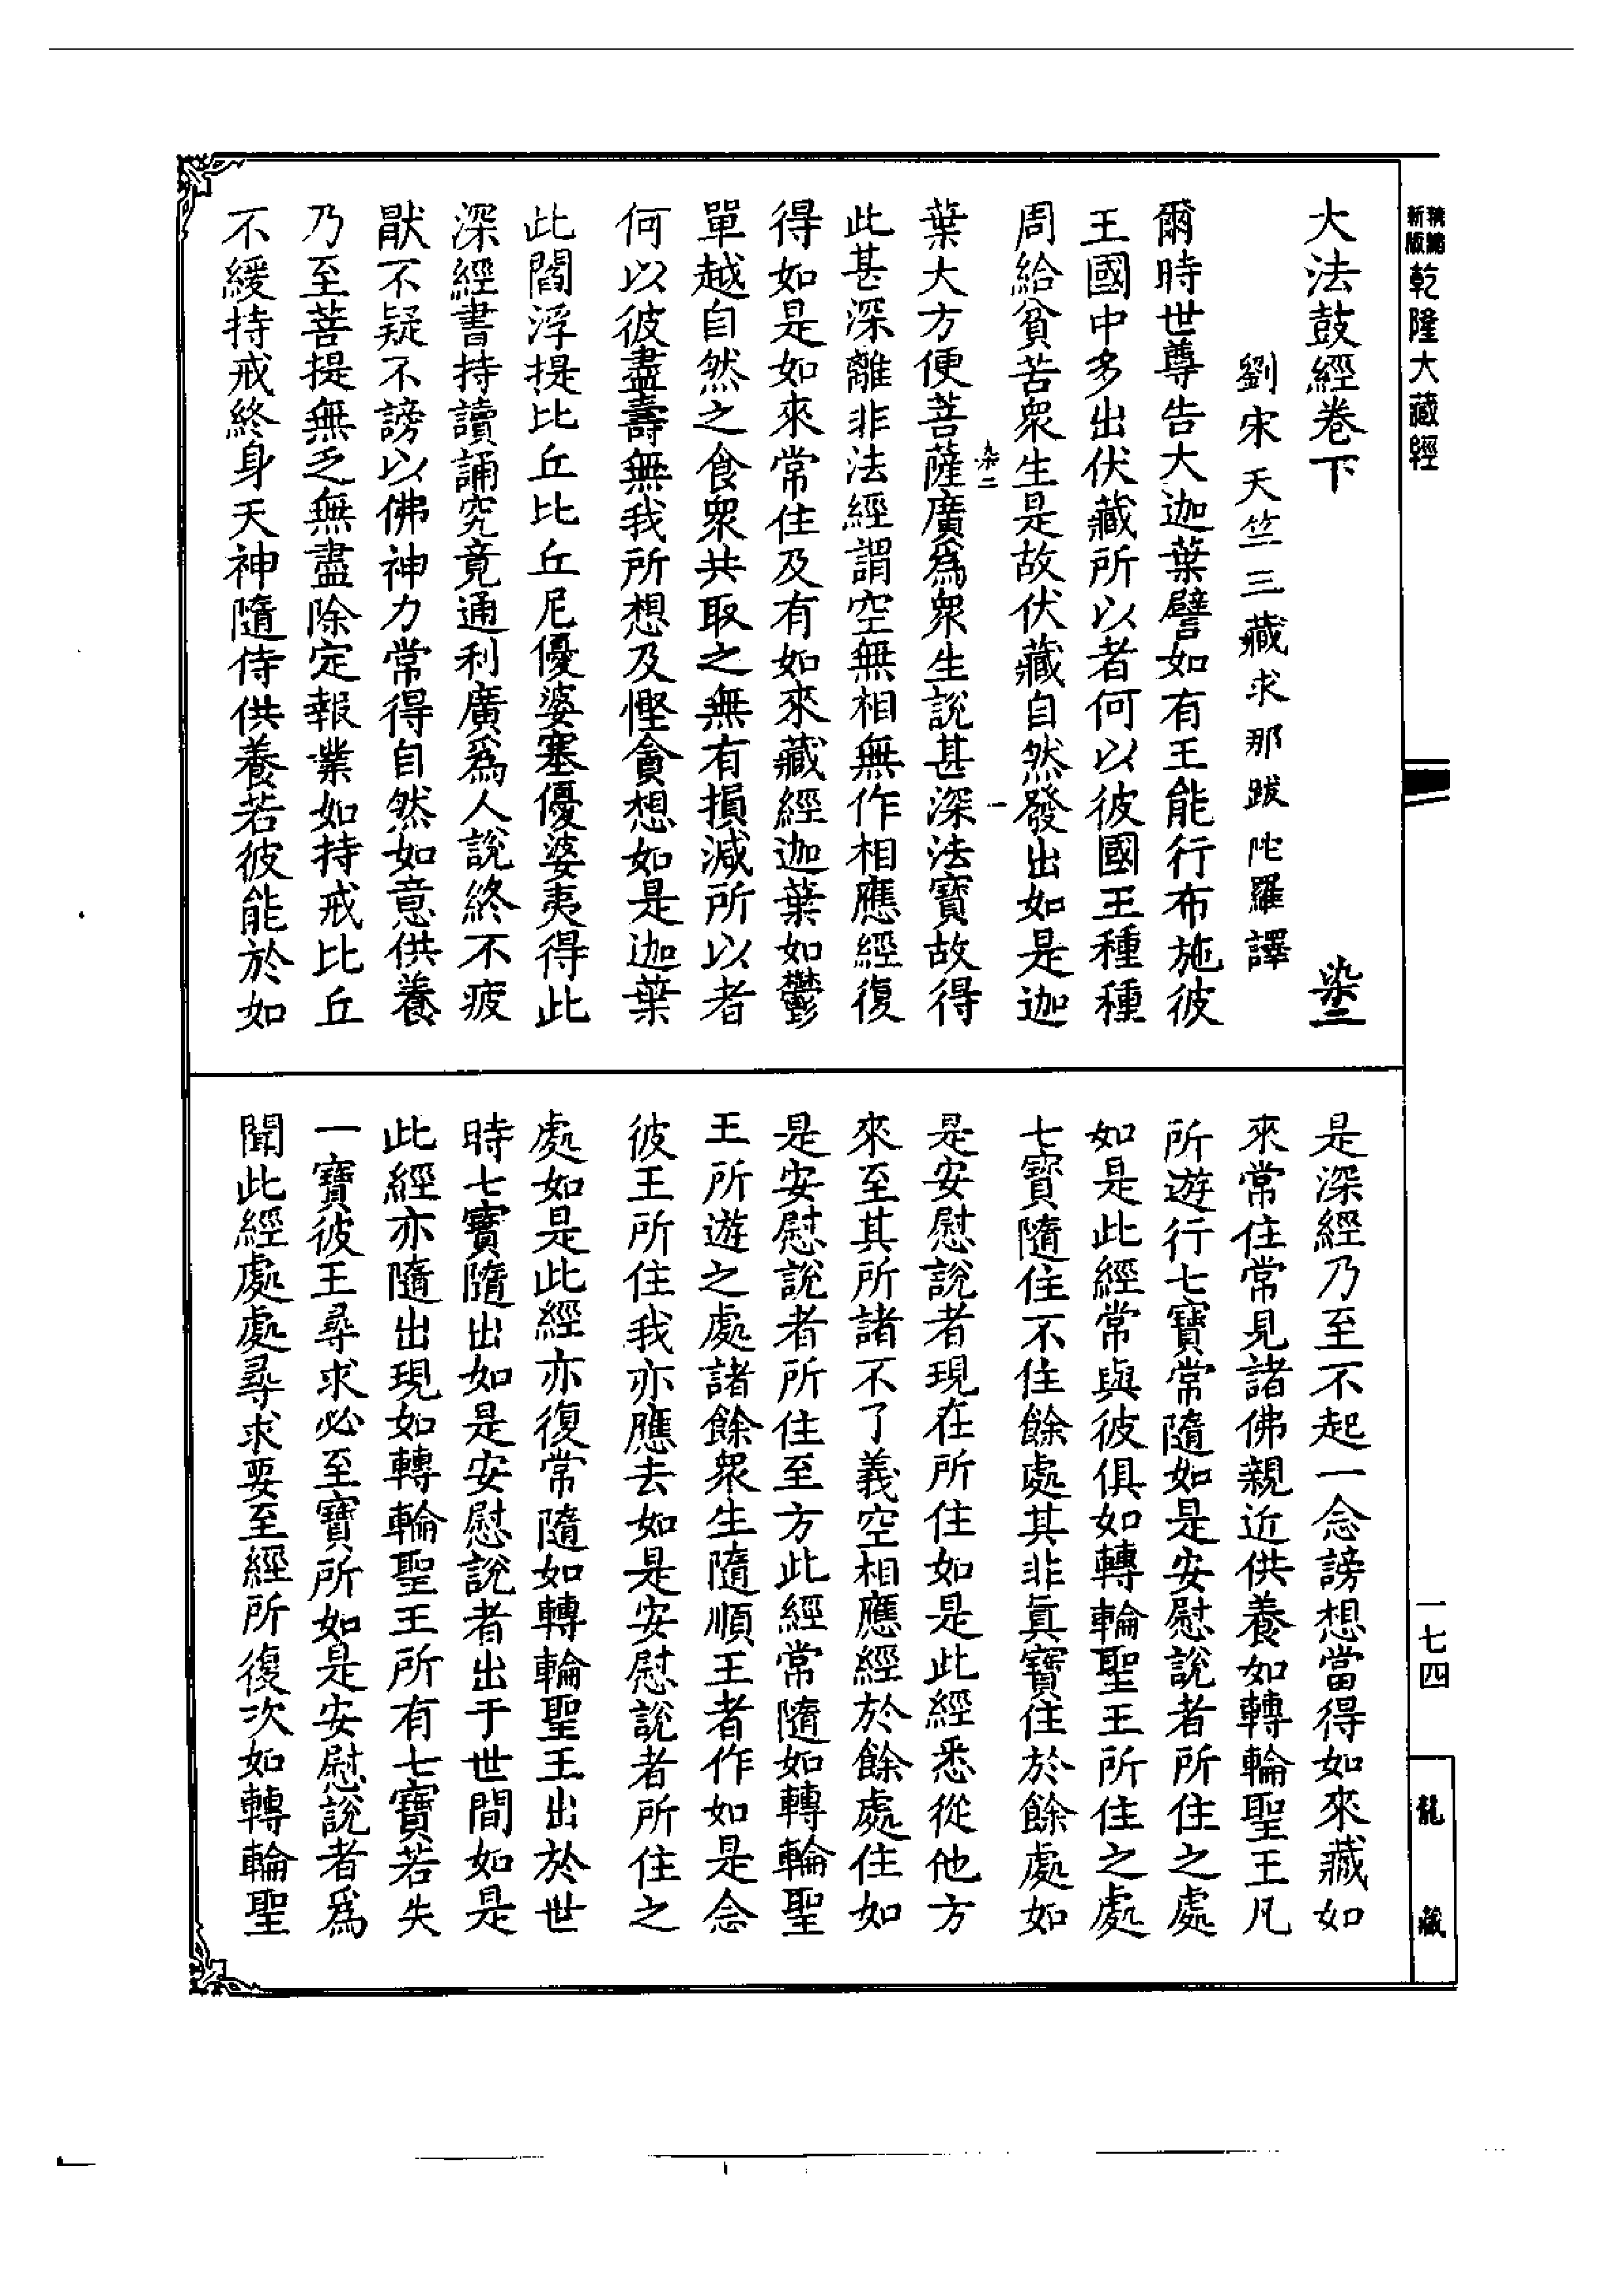 精編新版乾隆大藏經
大法鼓經卷下 染二
劉宋天竺三藏求那跋陀羅譯
爾時世尊告大迦葉譬如有王能行布施彼
王國中多出伏藏所以者何以彼國王種種
周給貧苦衆生是故伏藏自然發出如是迦
葉大方便菩薩廣爲衆生說甚深法寶故得
此甚深離非法經謂空無相無作相應經復
得如是如來常住及有如來藏經迦葉如鬱
單越自然之食衆共取之無有損減所以者
何以彼盡壽無我所想及慳貪想如是迦葉
此閻浮提比丘比丘尼優婆塞優婆夷得此
深經書持讀誦究竟通利廣爲人說終不疲
厭不疑不謗以佛神力常得自然如意供養
乃至菩提無乏無盡除定報業如持戒比丘
不緩持戒終身天神隨侍供養若彼能於如
是深經乃至不起一念謗想當得如來藏如
來常住常見諸佛親近供養如轉輪聖王凡
所遊行七寶常隨如是安慰說者所住之處
如是此經常與彼俱如轉輪聖王所住之處
七寶隨住不住餘處其非眞寶住於餘處如
是安慰說者現在所住如是此經悉從他方
來至其所諸不了義空相應經於餘處住如
是安慰說者所住至方此經常隨如轉輪聖
王所遊之處諸餘衆生隨順王者作如是念
彼王所住我亦應去如是安慰說者所住之
處如是此經亦復常隨如轉輪聖王出於世
時七寶隨出如是安慰說者出于世間如是
此經亦隨出現如轉輪聖王所有七寶若失
一寶彼王尋求必至寶所如是安慰說者爲
聞此經處處尋求要至經所復次如轉輪聖
一七四
龍藏